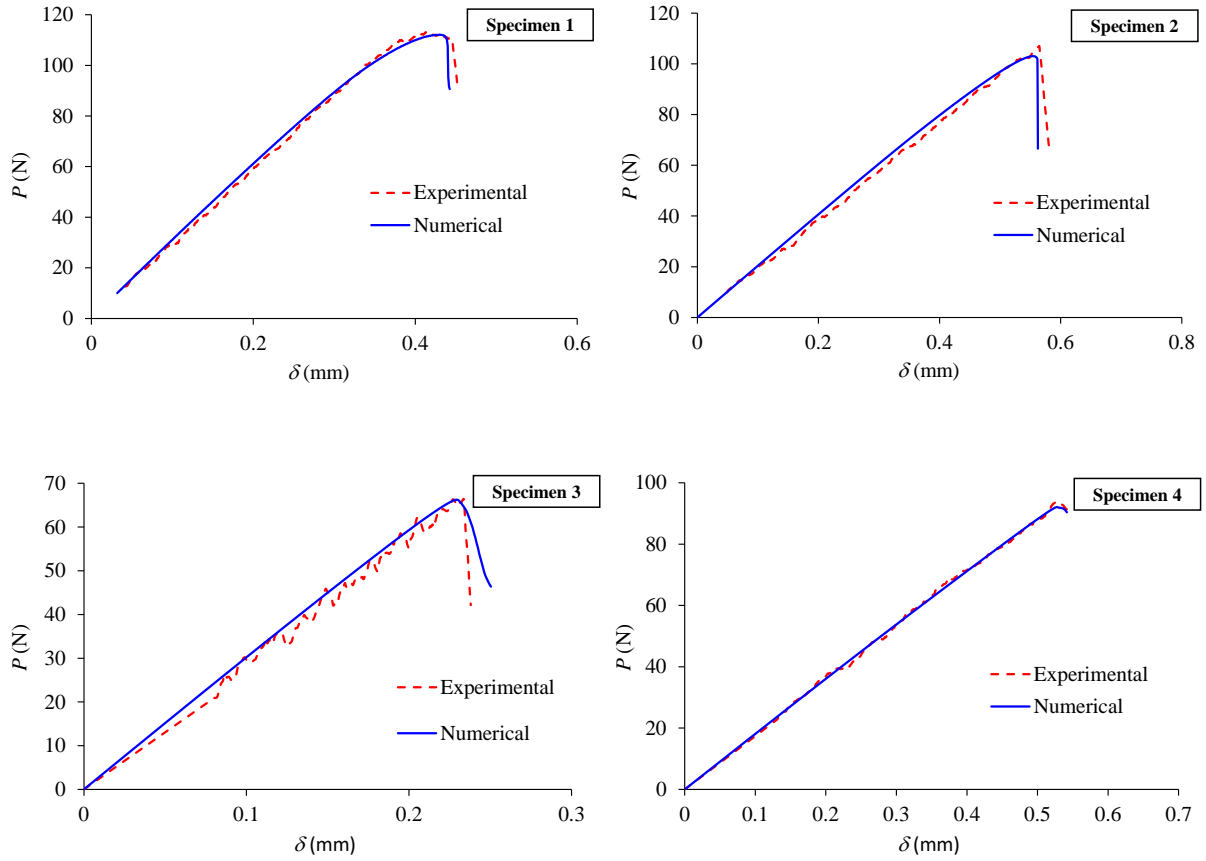 Specimen 1
120
100
80
60
40
20
0
P (N)
0 0.2 0.4 0.6
δ (mm)
Experimental
Numerical
Specimen 2
120
100
80
60
40
20
0
P (N)
0 0.2 0.4 0.6 0.8
δ (mm)
Experimental
Numerical
Specimen 3
70
60
50
40
30
20
10
0
P (N)
0 0.1 0.2 0.3
δ (mm)
Experimental
Numerical
Specimen 4
100
80
60
40
20
0
P (N)
0 0.1 0.2 0.3 0.4 0.5 0.6 0.7
δ (mm)
Experimental
Numerical